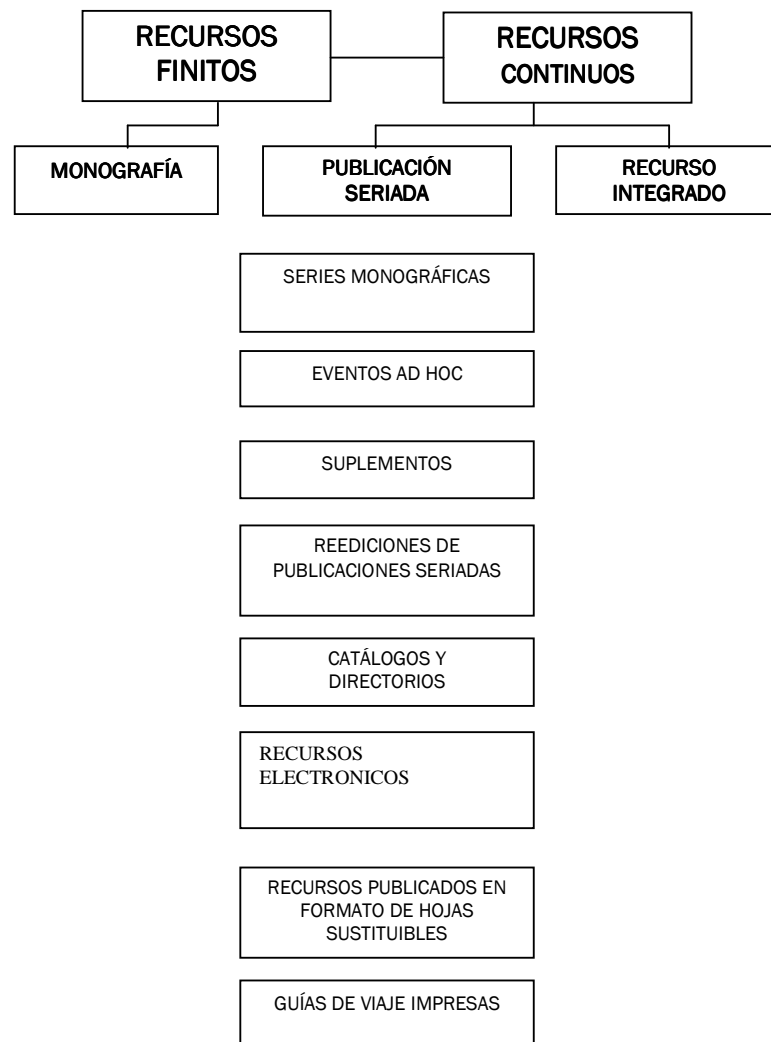 RECURSOS
FINITOS
RECURSOS
CONTINUOS
MONOGRAFÍA
PUBLICACIÓN
SERIADA
RECURSO
INTEGRADO
SERIES MONOGRÁFICAS
EVENTOS AD HOC
SUPLEMENTOS
REEDICIONES DE
PUBLICACIONES SERIADAS
CATÁLOGOS Y
DIRECTORIOS
RECURSOS
ELECTRONICOS
RECURSOS PUBLICADOS EN
FORMATO DE HOJAS
SUSTITUIBLES
GUÍAS DE VIAJE IMPRESAS